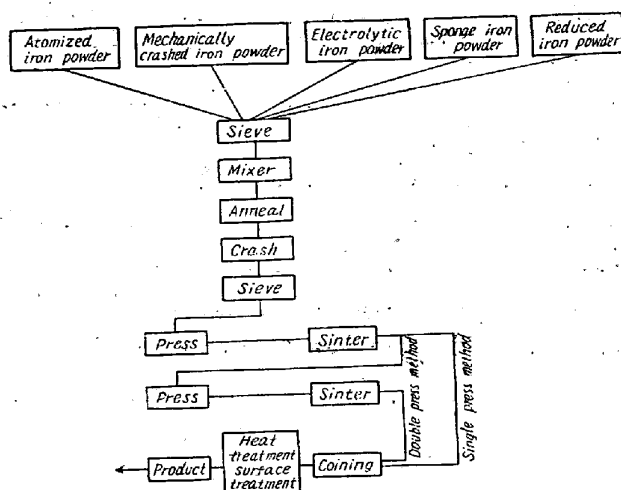 Atomized
iron powder
Mechanically
crashed iron powder
Electrolytic
iron powder
Sponge iron
powder
Reduced
iron powder
Sieve
Mixer
Anneal
Crash
Sieve
Press
Sinter
Press
Sinter
Double press method
Single press method
Product
Heat
treatment
surface
treatment
Coining